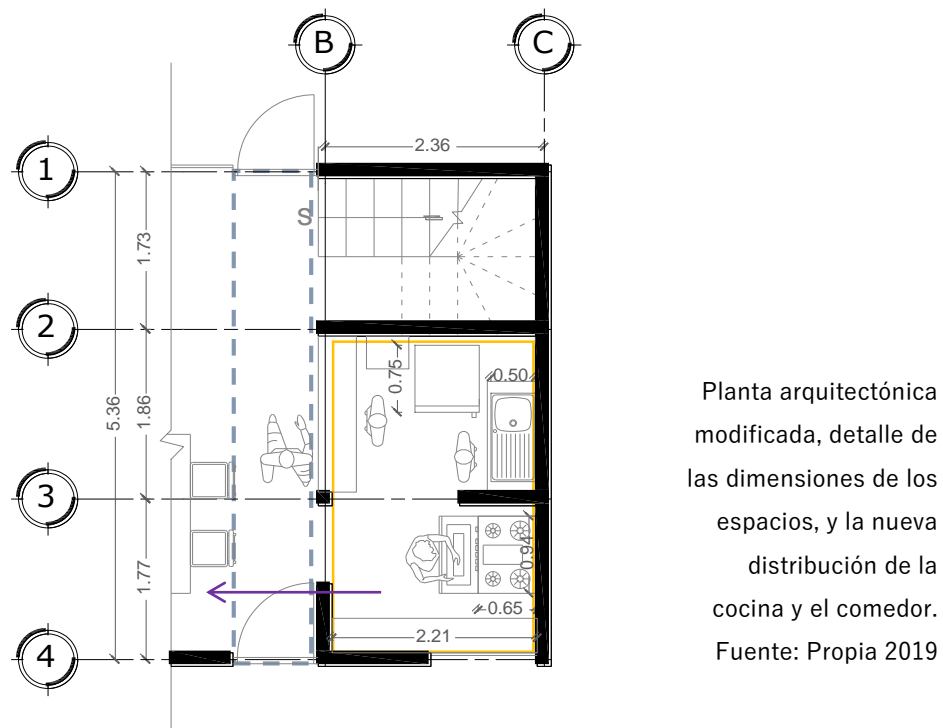 B
C
2.36
1
S
1.73
2
0.75
0.50
5.36
1.86
3
0.94
1.77
0.65
2.21
4
Planta arquitectónica
modificada, detalle de
las dimensiones de los
espacios, y la nueva
distribución de la
cocina y el comedor.
Fuente: Propia 2019